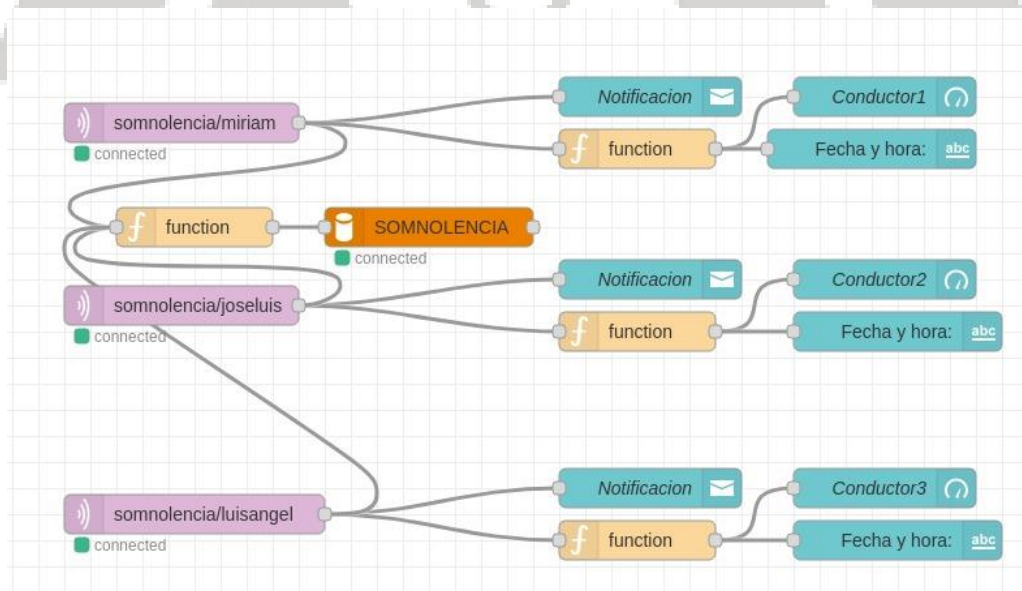 Notificacion
Conductor1
somnolencia/miriam
function
Fecha y hora:
abc
connected
function
SOMNOLENCIA
connected
Notificacion
Conductor2
somnolencia/joseluis
function
Fecha y hora:
abc
connected
Notificacion
Conductor3
somnolencia/luisangel
function
Fecha y hora:
abc
connected